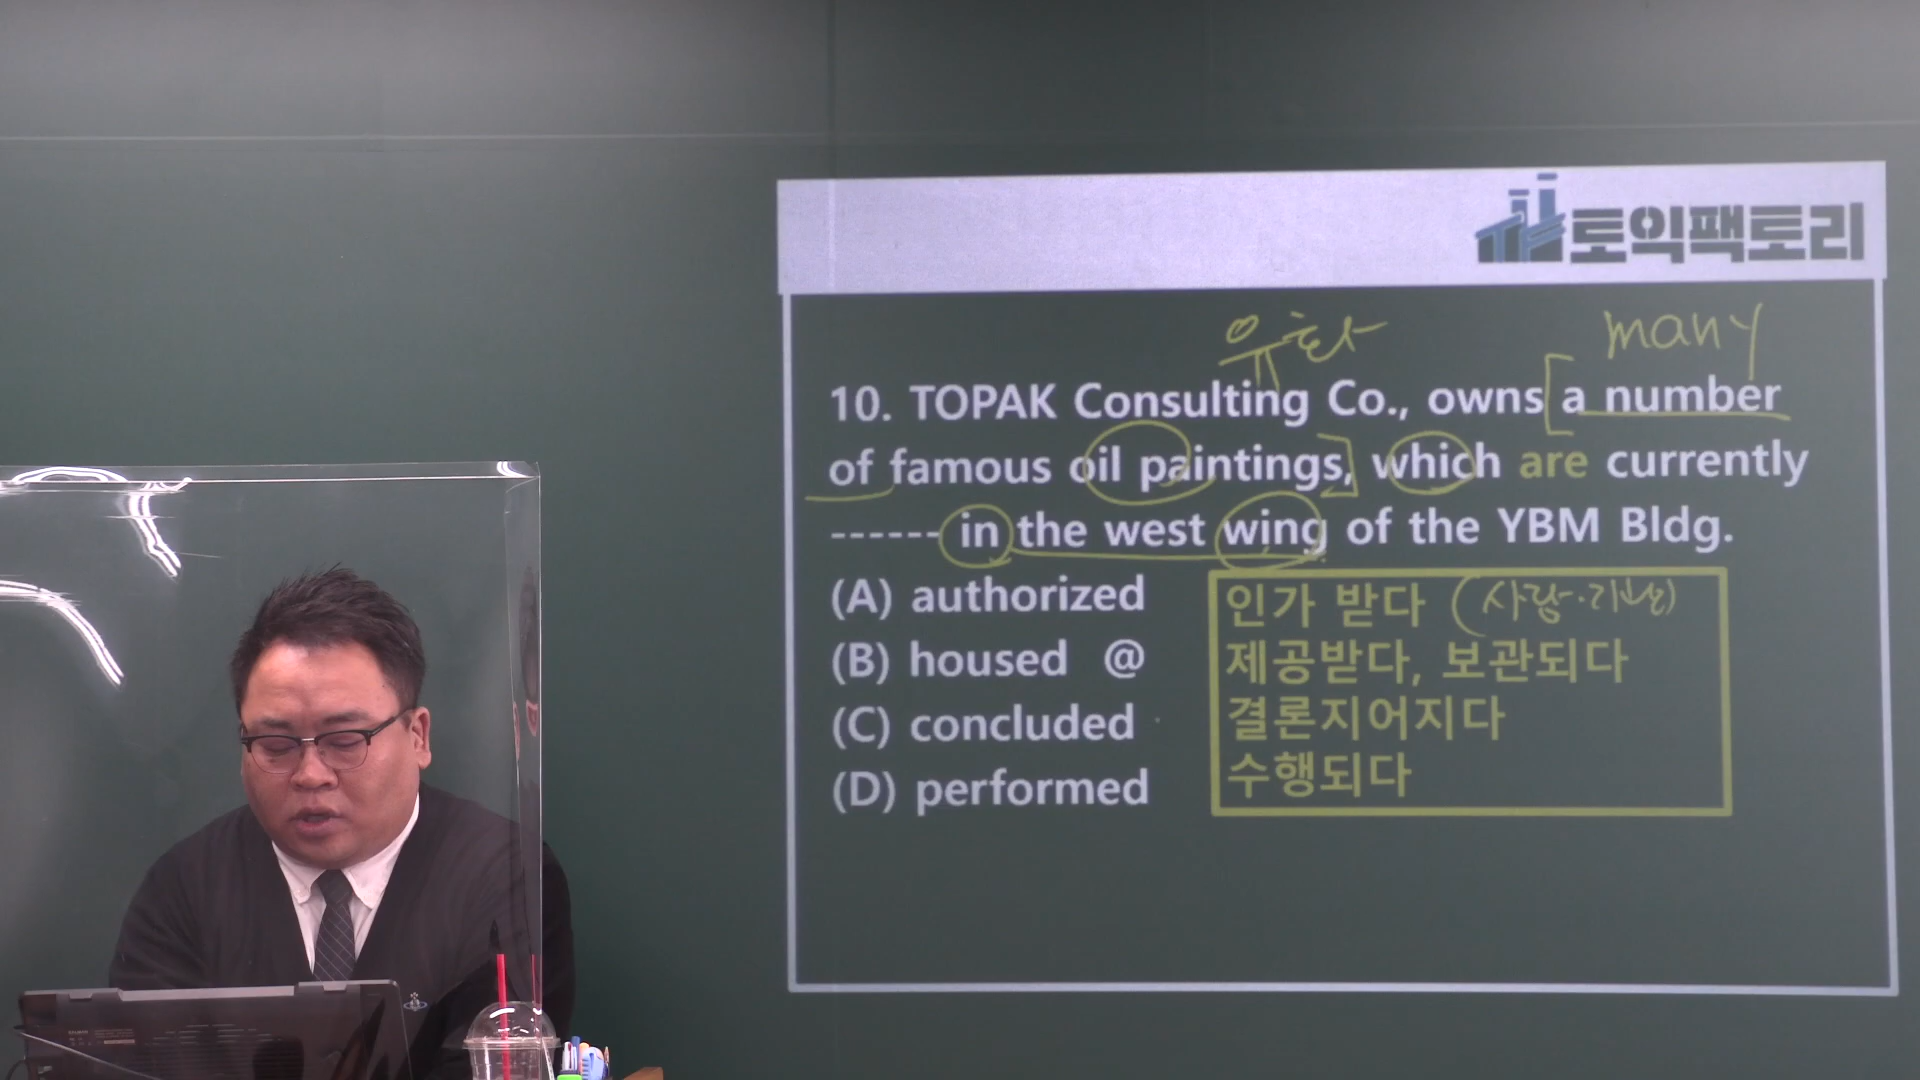 토익팩토리
유화 many
10. TOPAK Consulting Co., owns a number
of famous oil paintings, which are currently
------ in the west wing of the YBM Bldg.
(A) authorized 인가 받다 (사람·기관)
(B) housed @ 제공받다, 보관되다
(C) concluded 결론지어지다
(D) performed 수행되다